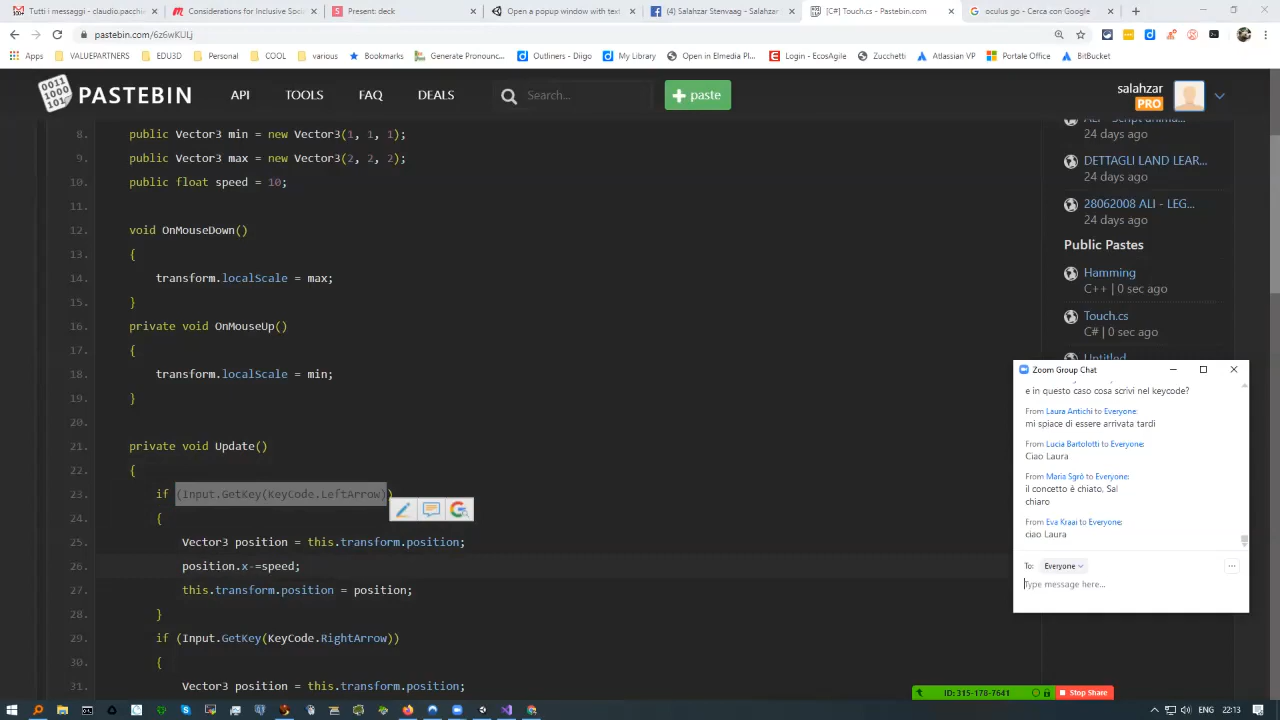 Tutti i messaggi - claudio.pacchie
Considerations for Inclusive Socia
Present: deck
Open a popup window with text
(4) Salahzar Stenvaag - Salahzar
[C#] Touch.cs - Pastebin.com
oculus go - Cerca con Google
pastebin.com/6z6wKULj
Apps
VALUEPARTNERS
EDU3D
Personal
COOL
various
Bookmarks
Generate Pronounc...
Outliners - Diigo
My Library
Open in Elmedia Pl...
Login - EcosAgile
Zucchetti
Atlassian VP
Portale Office
BitBucket
PASTEBIN
API
TOOLS
FAQ
DEALS
Search...
paste
salahzar
PRO
8. public Vector3 min = new Vector3(1, 1, 1);
9. public Vector3 max = new Vector3(2, 2, 2);
10. public float speed = 10;
11.
12. void OnMouseDown()
13. {
14. transform.localScale = max;
15. }
16. private void OnMouseUp()
17. {
18. transform.localScale = min;
19. }
20.
21. private void Update()
22. {
23. if (Input.GetKey(KeyCode.LeftArrow))
24. {
25. Vector3 position = this.transform.position;
26. position.x-=speed;
27. this.transform.position = position;
28. }
29. if (Input.GetKey(KeyCode.RightArrow))
30. {
31. Vector3 position = this.transform.position;
24 days ago
DETTAGLI LAND LEAR...
24 days ago
28062008 ALI - LEG...
24 days ago
Public Pastes
Hamming
C++ | 0 sec ago
Touch.cs
C# | 0 sec ago
Untitled
Zoom Group Chat
e in questo caso cosa scrivi nel keycode?
From Laura Antichi to Everyone:
mi spiace di essere arrivata tardi
From Lucia Bartolotti to Everyone:
Ciao Laura
From Maria Sgrò to Everyone:
il concetto è chiato, Sal
chiaro
From Eva Kraai to Everyone:
ciao Laura
To: Everyone
Type message here...
ID: 315-178-7641
Stop Share
ENG
22:13